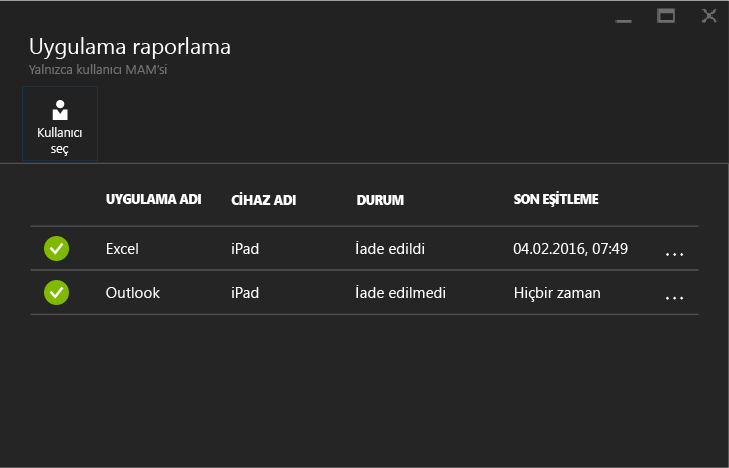 Uygulama raporlama
Yalnızca kullanıcı MAM'si
Kullanıcı
seç
UYGULAMA ADI CİHAZ ADI DURUM SON EŞİTLEME
Excel iPad İade edildi 04.02.2016, 07:49 ...
Outlook iPad İade edilmedi Hiçbir zaman ...